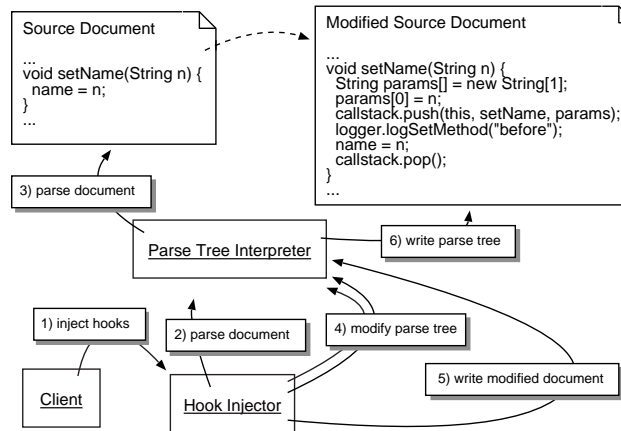 Source Document
...
void setName(String n) {
name = n;
}
...
Modified Source Document
...
void setName(String n) {
String params[] = new String[1];
params[0] = n;
callstack.push(this, setName, params);
logger.logSetMethod("before");
name = n;
callstack.pop();
}
...
3) parse document
6) write parse tree
Parse Tree Interpreter
1) inject hooks
2) parse document
4) modify parse tree
5) write modified document
Client
Hook Injector